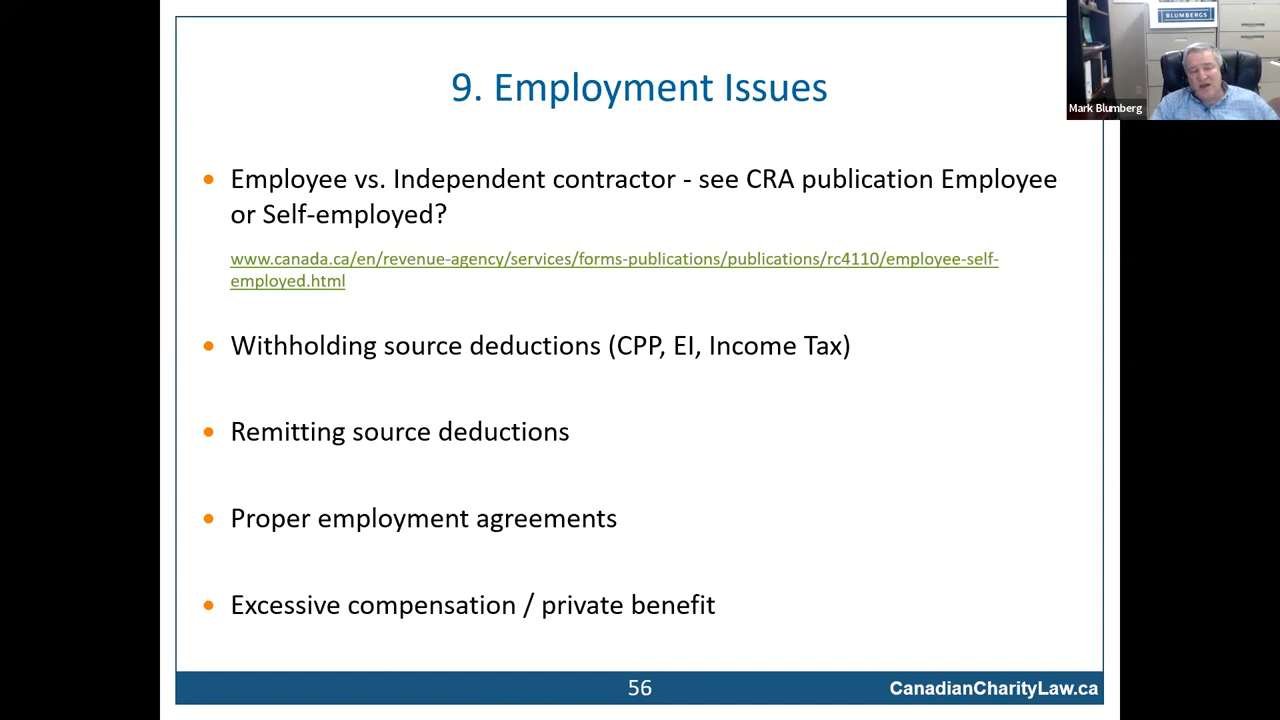 BLUMBERGS
Mark Blumberg
9. Employment Issues
• Employee vs. Independent contractor - see CRA publication Employee
or Self-employed?
www.canada.ca/en/revenue-agency/services/forms-publications/publications/rc4110/employee-self-
employed.html
• Withholding source deductions (CPP, EI, Income Tax)
• Remitting source deductions
• Proper employment agreements
• Excessive compensation / private benefit
56
CanadianCharityLaw.ca